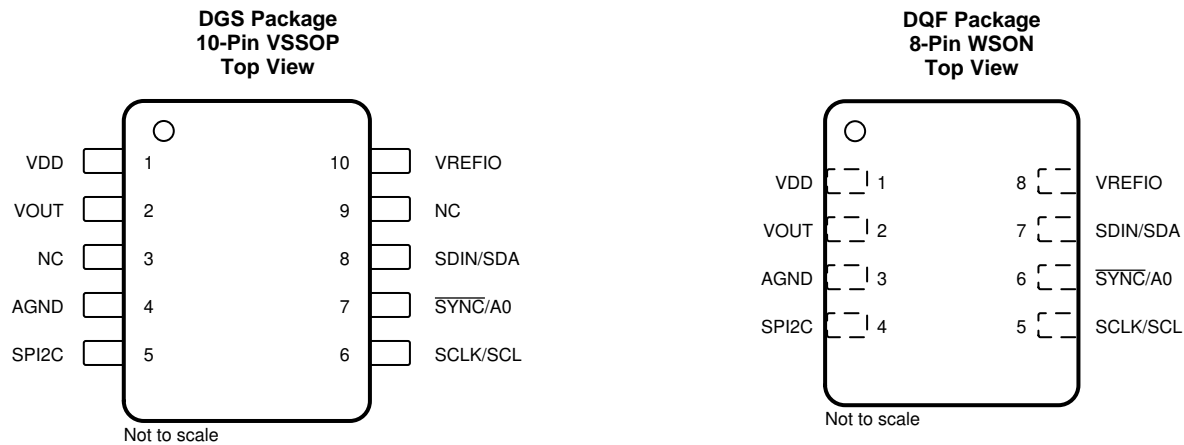 DGS Package
10-Pin VSSOP
Top View
VDD 1 10 VREFIO
VOUT 2 9 NC
NC 3 8 SDIN/SDA
AGND 4 7 SYNC/A0
SPI2C 5 6 SCLK/SCL
Not to scale
DQF Package
8-Pin WSON
Top View
VDD 1 8 VREFIO
VOUT 2 7 SDIN/SDA
AGND 3 6 SYNC/A0
SPI2C 4 5 SCLK/SCL
Not to scale